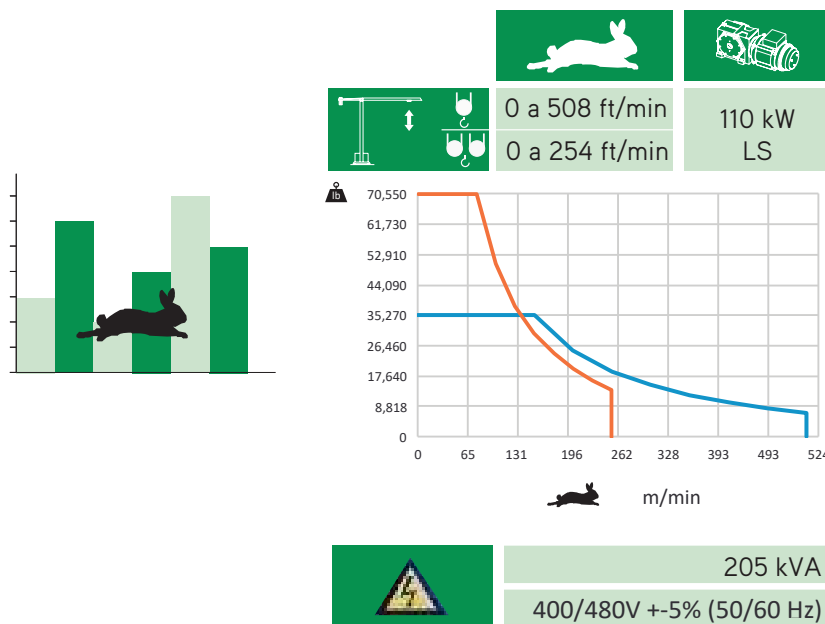 0 a 508 ft/min
0 a 254 ft/min
110 kW
LS
lb
70,550
61,730
52,910
44,090
35,270
26,460
17,640
8,818
0
0 65 131 196 262 328 393 493 524
m/min
205 kVA
400/480V +-5% (50/60 Hz)